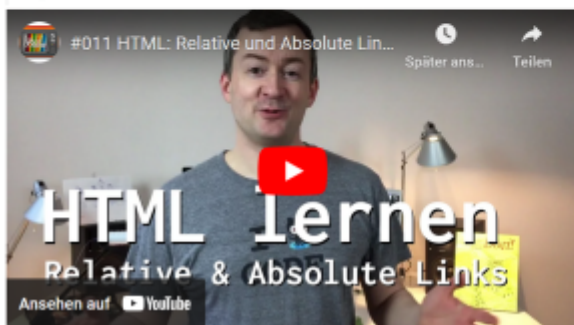 #011 HTML: Relative und Absolute Lin...
Später ans...
Teilen
HTML lernen
Relative & Absolute Links
Ansehen auf YouTube